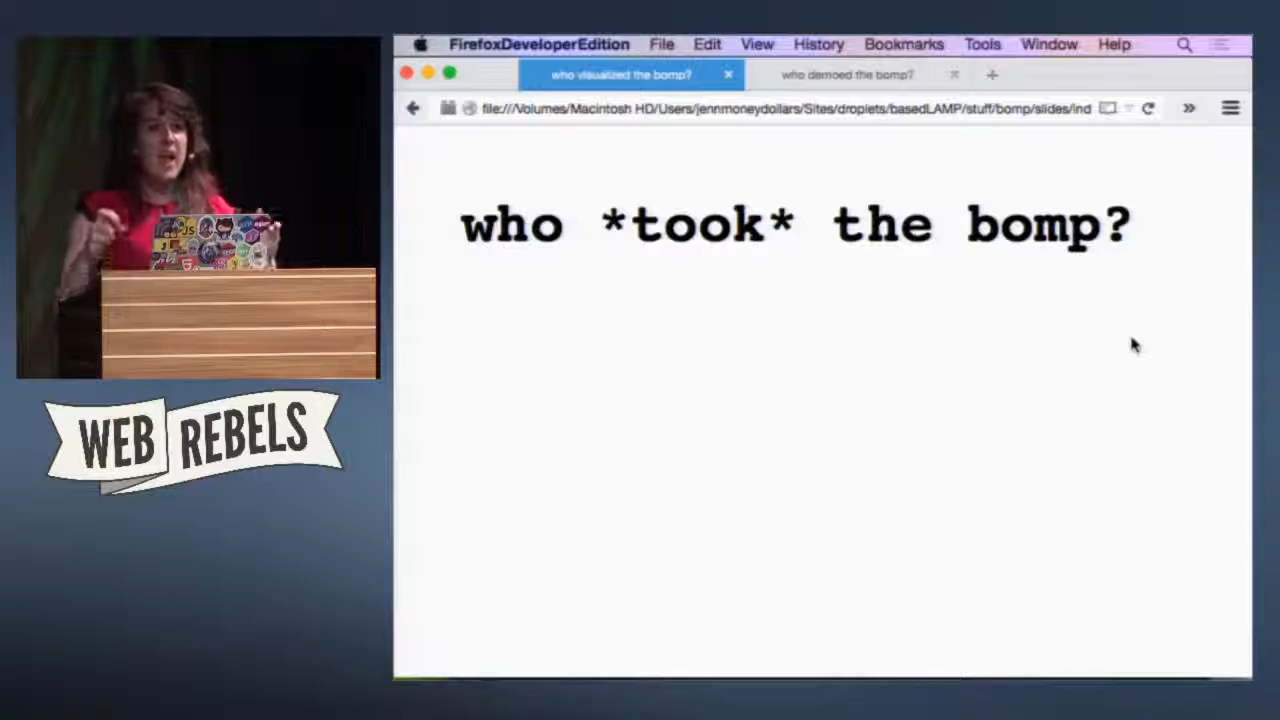 FirefoxDeveloperEdition File Edit View History Bookmarks Tools Window Help
who visualized the bomp? who demoed the bomp?
file:///Volumes/Macintosh HD/Users/jennmoneydollars/Sites/droplets/basedLAMP/stuff/bomp/slides/ind
who *took* the bomp?
JS
WEB REBELS